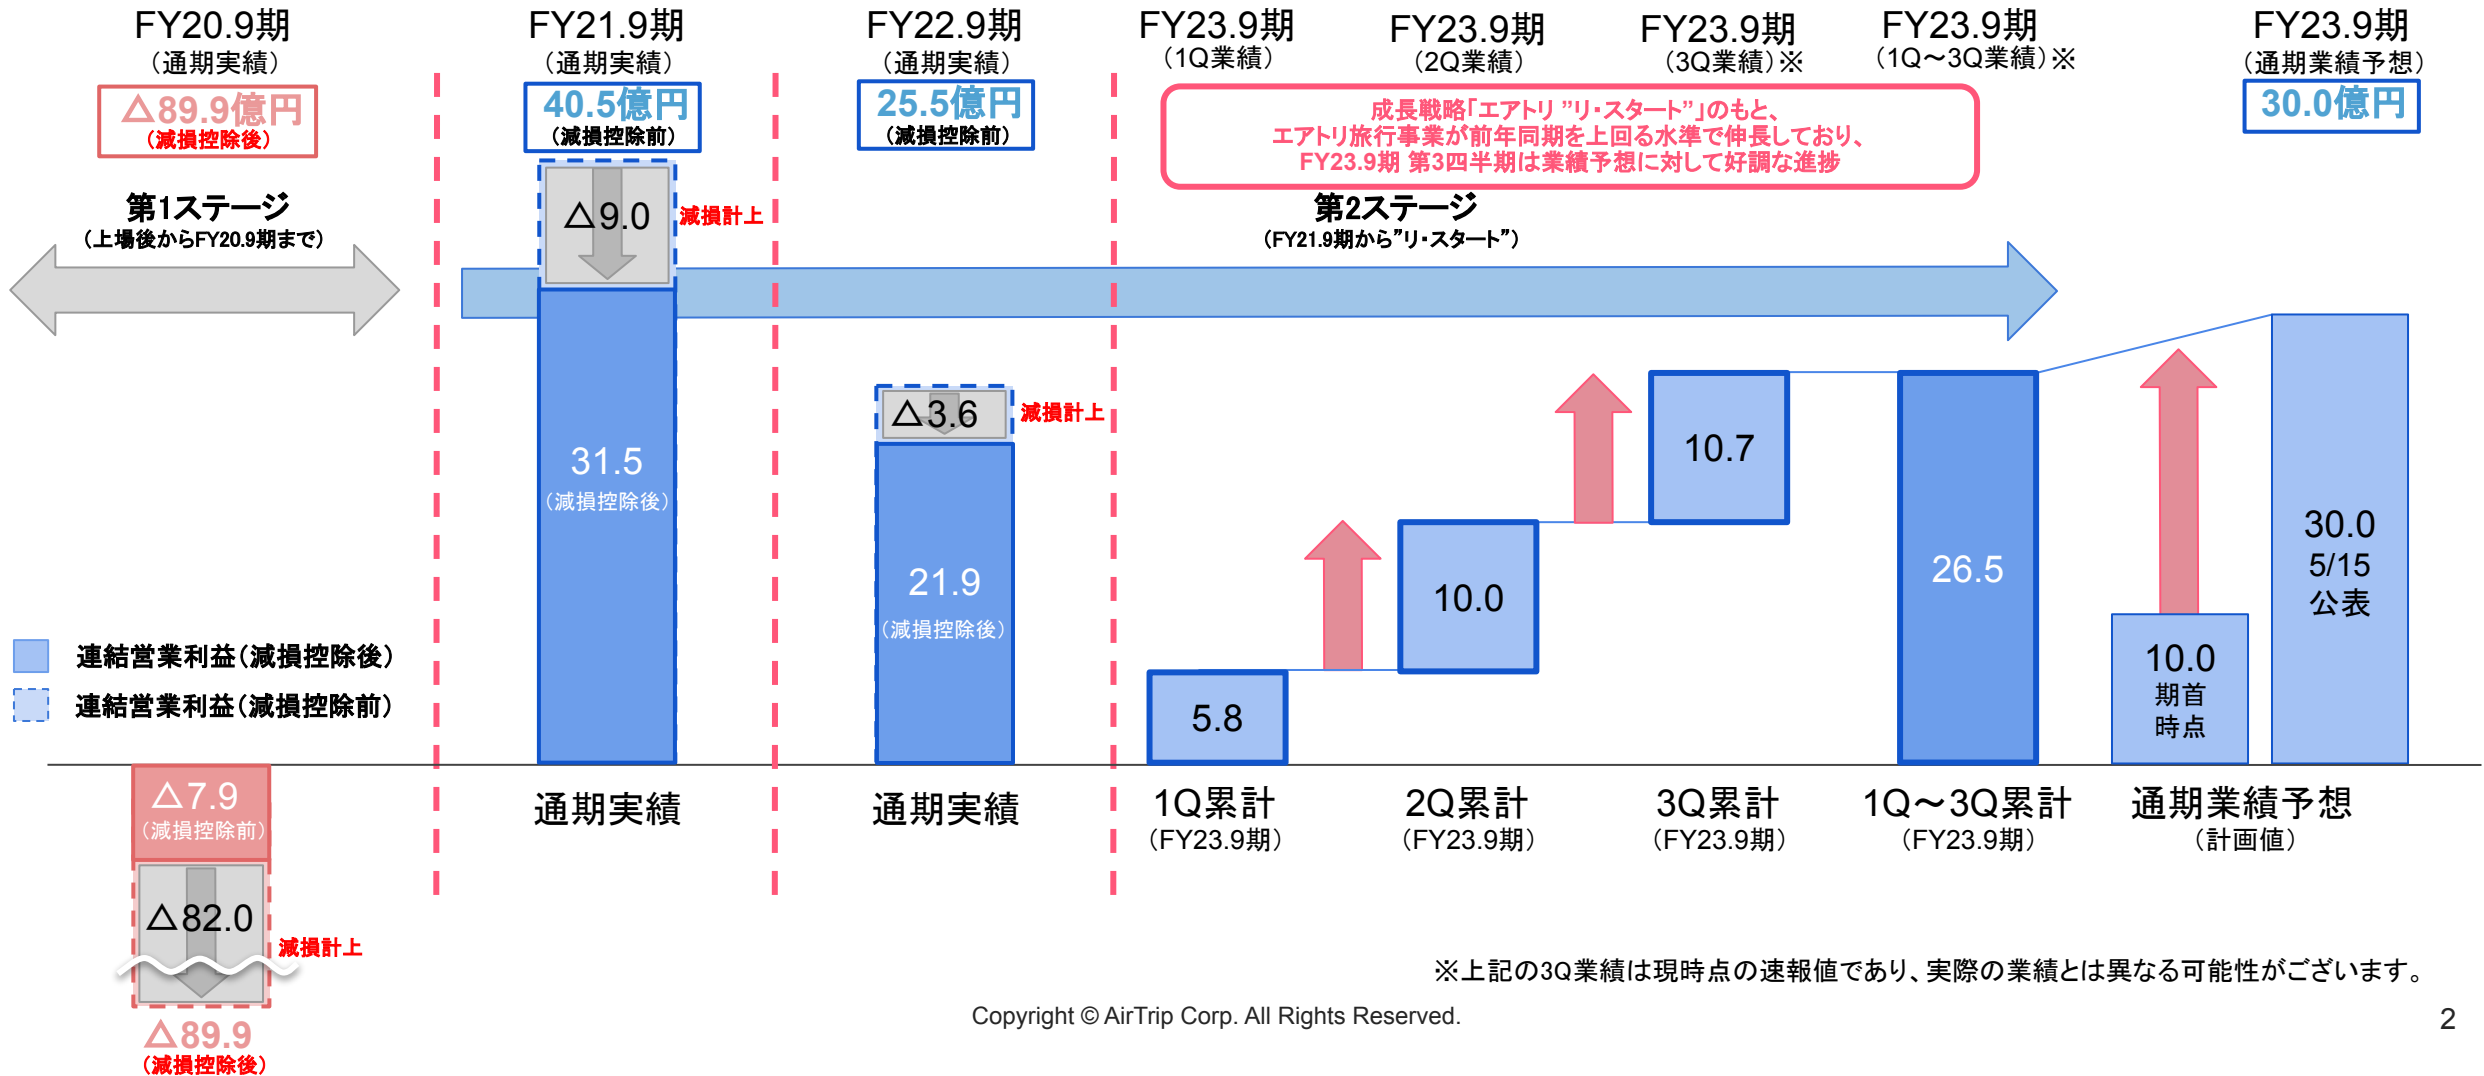 FY20.9期
（通期実績）
△89.9億円
（減損控除後）
FY21.9期
（通期実績）
40.5億円
（減損控除前）
FY22.9期
（通期実績）
25.5億円
（減損控除前）
FY23.9期
（1Q業績）
FY23.9期
（2Q業績）
FY23.9期
（3Q業績）※
FY23.9期
（1Q～3Q業績）※
FY23.9期
（通期業績予想）
30.0億円
成長戦略「エアトリ ”リ・スタート”」のもと、
エアトリ旅行事業が前年同期を上回る水準で伸長しており、
FY23.9期 第3四半期は業績予想に対して好調な進捗
第1ステージ
（上場後からFY20.9期まで）
第2ステージ
（FY21.9期から”リ・スタート”）
△9.0
減損計上
31.5
（減損控除後）
△3.6
減損計上
21.9
（減損控除後）
5.8
10.0
10.7
26.5
10.0
期首
時点
30.0
5/15
公表
連結営業利益（減損控除後）
連結営業利益（減損控除前）
△7.9
（減損控除前）
△82.0
減損計上
△89.9
（減損控除後）
通期実績
通期実績
1Q累計
（FY23.9期）
2Q累計
（FY23.9期）
3Q累計
（FY23.9期）
1Q～3Q累計
（FY23.9期）
通期業績予想
（計画値）
※上記の3Q業績は現時点の速報値であり、実際の業績とは異なる可能性がございます。
Copyright © AirTrip Corp. All Rights Reserved.
2